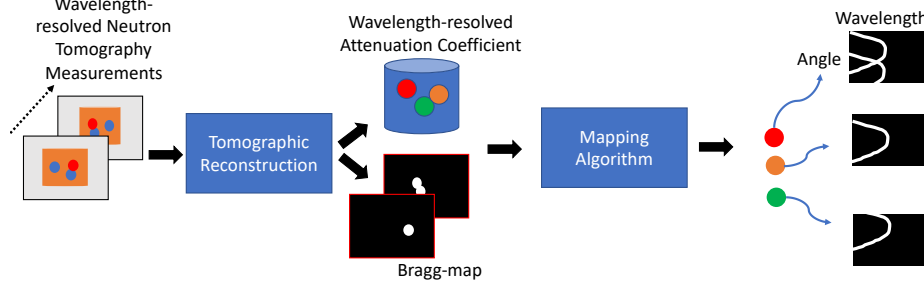 Wavelength-
resolved Neutron
Tomography
Measurements
Wavelength-resolved
Attenuation Coefficient
Tomographic
Reconstruction
Bragg-map
Mapping
Algorithm
Wavelength
Angle